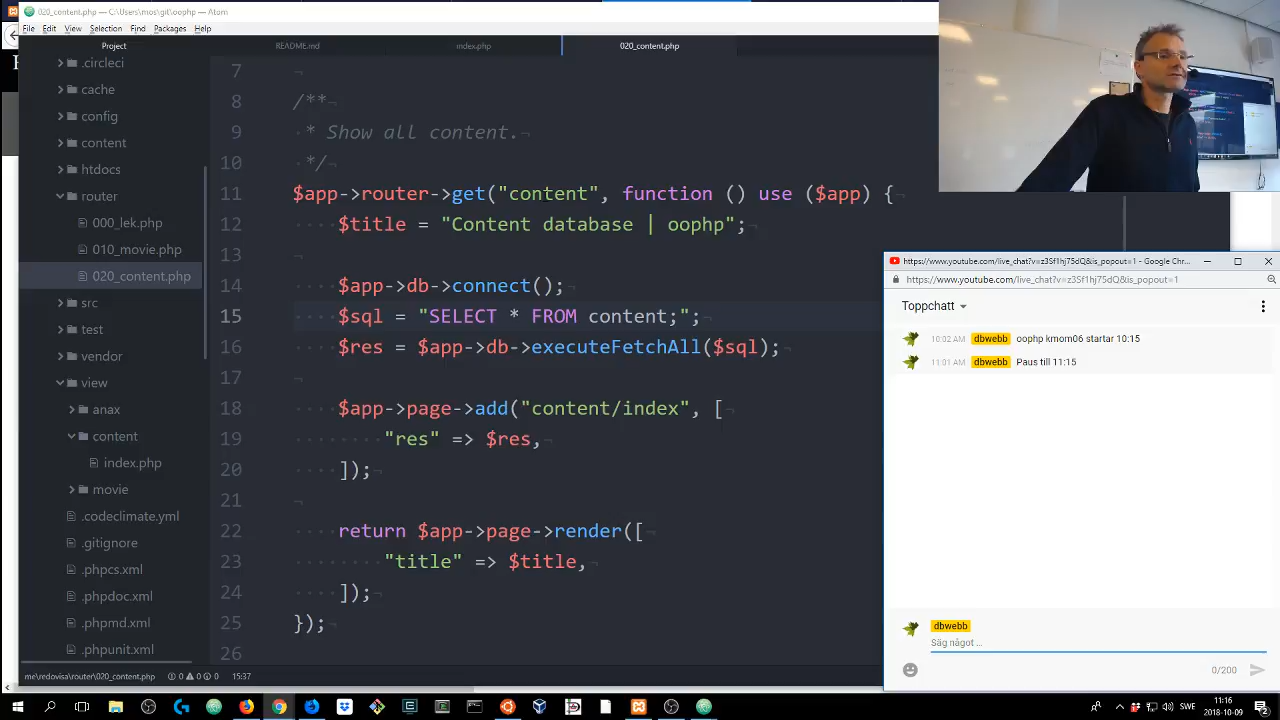 020_content.php — C:\Users\mos\git\oophp — Atom
File Edit View Selection Find Packages Help
Project
README.md
index.php
020_content.php
.circleci
cache
config
content
htdocs
router
000_lek.php
010_movie.php
020_content.php
src
test
vendor
view
anax
content
index.php
movie
.codeclimate.yml
.gitignore
.phpcs.xml
.phpdoc.xml
.phpmd.xml
.phpunit.xml
7
8 /**
9 * Show all content.
10 */
11 $app->router->get("content", function () use ($app) {
12 $title = "Content database | oophp";
13
14 $app->db->connect();
15 $sql = "SELECT * FROM content;";
16 $res = $app->db->executeFetchAll($sql);
17
18 $app->page->add("content/index", [
19 "res" => $res,
20 ]);
21
22 return $app->page->render([
23 "title" => $title,
24 ]);
25 });
26
me\redovisa\router\020_content.php 0 0 0 15:37
https://www.youtube.com/live_chat?v=z3Sf1hj75dQ&is_popout=1 - Google Chr...
https://www.youtube.com/live_chat?v=z3Sf1hj75dQ&is_popout=1
Toppchatt
10:02 AM dbwebb oophp kmom06 startar 10:15
11:01 AM dbwebb Paus till 11:15
dbwebb
Säg något ...
0/200
SWE
11:16
2018-10-09